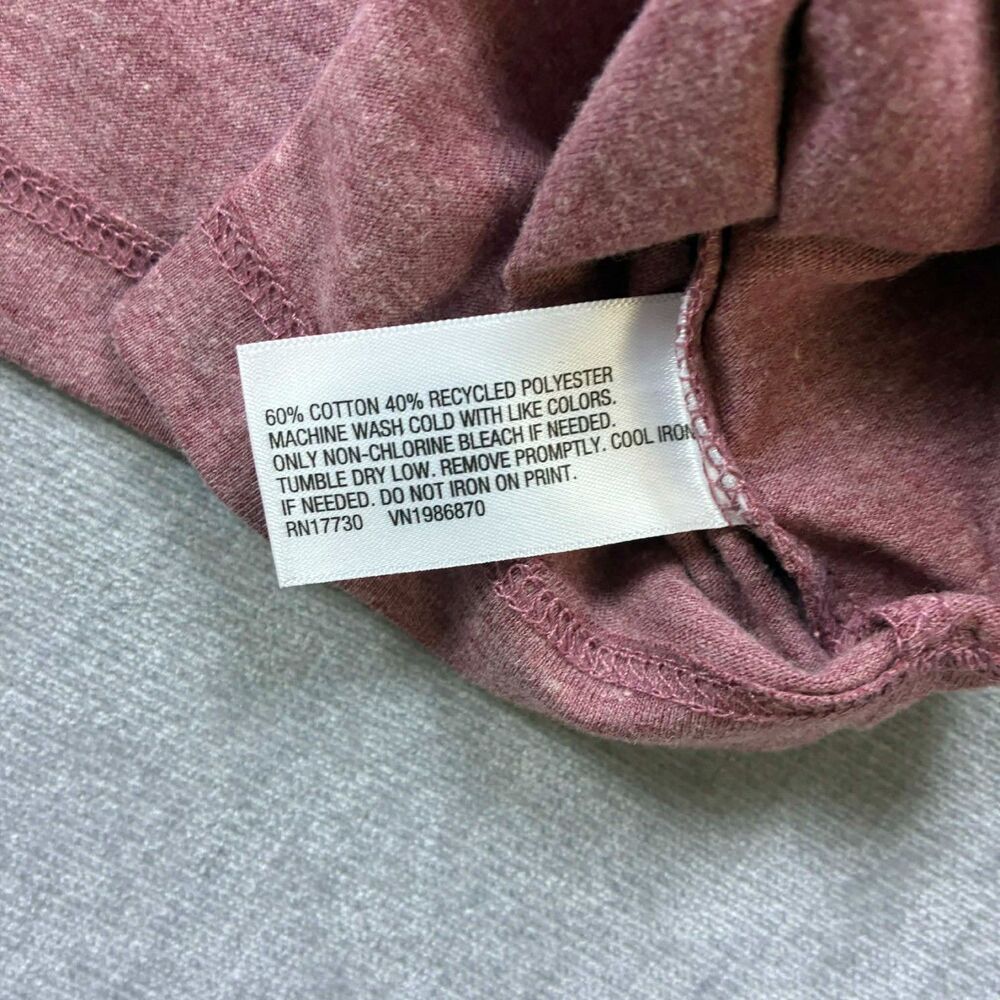 60% COTTON 40% RECYCLED POLYESTER
MACHINE WASH COLD WITH LIKE COLORS.
ONLY NON-CHLORINE BLEACH IF NEEDED.
TUMBLE DRY LOW. REMOVE PROMPTLY. COOL IRON
IF NEEDED. DO NOT IRON ON PRINT.
RN17730 VN1986870